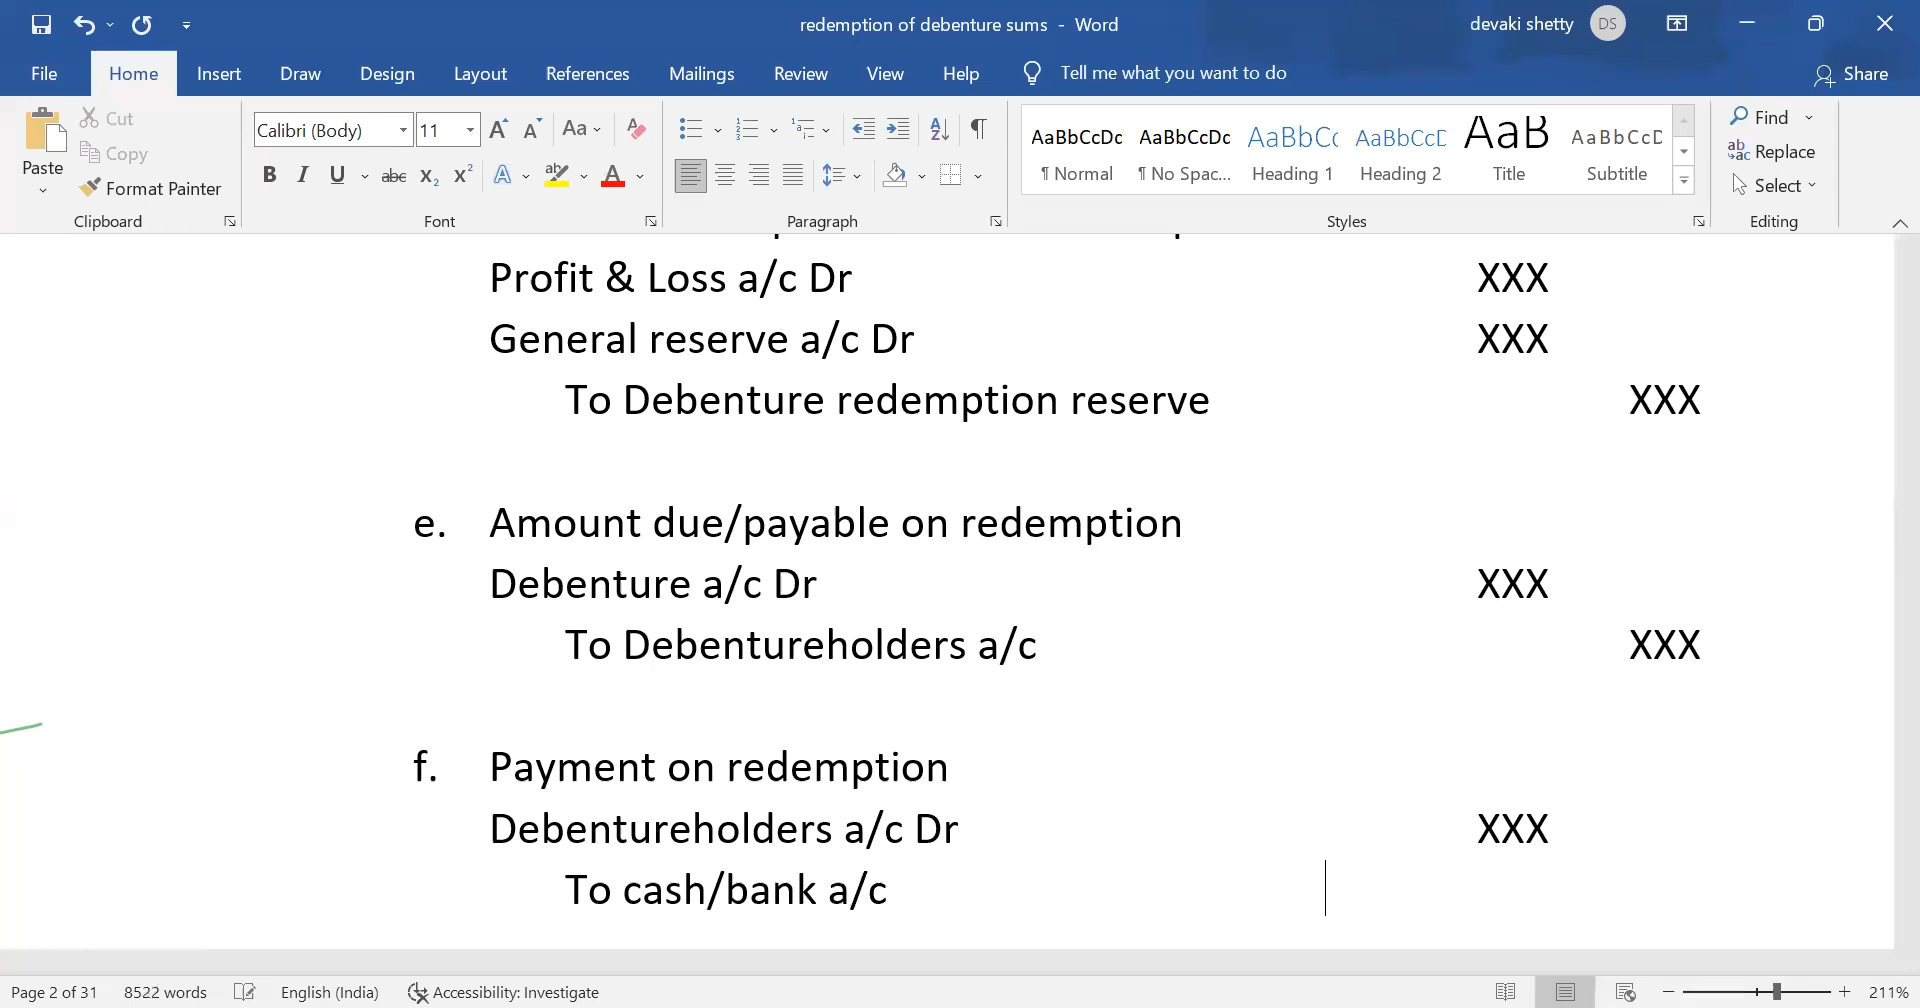 redemption of debenture sums - Word
devaki shetty DS
File Home Insert Draw Design Layout References Mailings Review View Help Tell me what you want to do Share
Paste
Cut
Copy
Format Painter
Clipboard
Calibri (Body) 11
Font
Paragraph
AaBbCcDc AaBbCcDc AaBbCc AaBbCcD AaB AaBbCcD
¶ Normal ¶ No Spac... Heading 1 Heading 2 Title Subtitle
Styles
Find
Replace
Select
Editing
Profit & Loss a/c Dr XXX
General reserve a/c Dr XXX
To Debenture redemption reserve XXX
e. Amount due/payable on redemption
Debenture a/c Dr XXX
To Debentureholders a/c XXX
f. Payment on redemption
Debentureholders a/c Dr XXX
To cash/bank a/c
Page 2 of 31 8522 words English (India) Accessibility: Investigate 211%